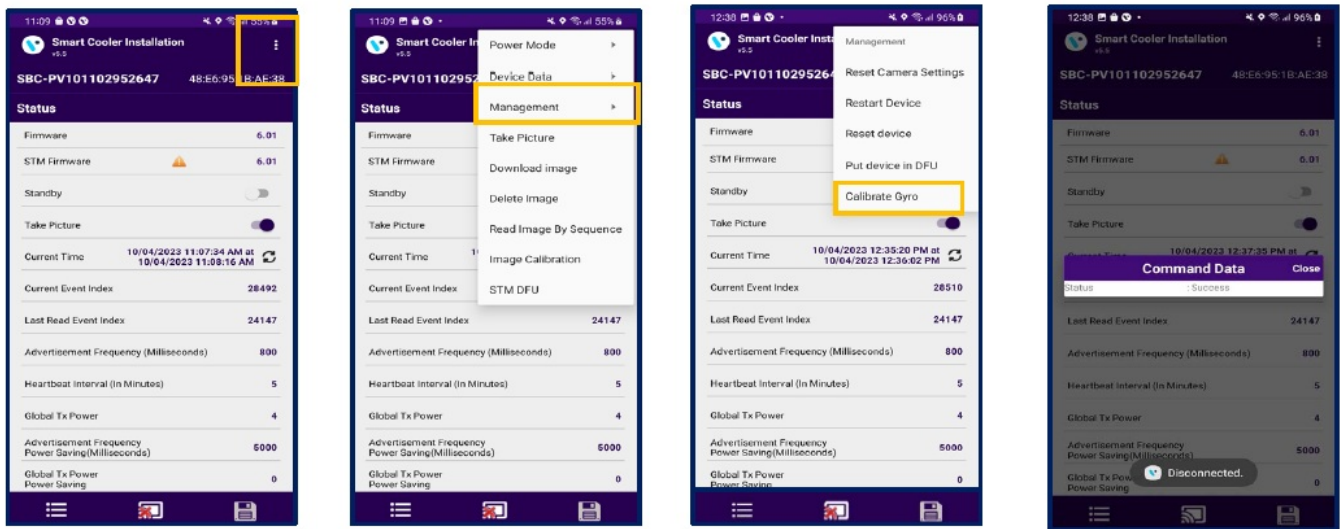 11:09
55%
Smart Cooler Installation
v5.5
SBC-PV101102952647 48:E6:95:1B:AE:38
Status
Firmware 6.01
STM Firmware 6.01
Standby
Take Picture
Current Time 10/04/2023 11:07:34 AM at
10/04/2023 11:08:16 AM
Current Event Index 28492
Last Read Event Index 24147
Advertisement Frequency (Milliseconds) 800
Heartbeat Interval (In Minutes) 5
Global Tx Power 4
Advertisement Frequency
Power Saving(Milliseconds) 5000
Global Tx Power
Power Saving 0
11:09
55%
Smart Cooler In
v5.5
SBC-PV10110295
Status
Firmware
STM Firmware
Standby
Take Picture
Current Time
Current Event Index
Last Read Event Index 24147
Advertisement Frequency (Milliseconds) 800
Heartbeat Interval (In Minutes) 5
Global Tx Power 4
Advertisement Frequency
Power Saving(Milliseconds) 5000
Global Tx Power
Power Saving 0
Power Mode
Device Data
Management
Take Picture
Download image
Delete Image
Read Image By Sequence
Image Calibration
STM DFU
12:38
96%
Smart Cooler Insta
v5.5
SBC-PV10110295264
Status
Firmware
STM Firmware
Standby
Take Picture
Current Time 10/04/2023 12:35:20 PM at
10/04/2023 12:36:02 PM
Current Event Index 28510
Last Read Event Index 24147
Advertisement Frequency (Milliseconds) 800
Heartbeat Interval (In Minutes) 5
Global Tx Power 4
Advertisement Frequency
Power Saving(Milliseconds) 5000
Global Tx Power
Power Saving 0
Management
Reset Camera Settings
Restart Device
Reset device
Put device in DFU
Calibrate Gyro
12:38
96%
Smart Cooler Installation
v5.5
SBC-PV101102952647 48:E6:95:1B:AE:38
Status
Firmware 6.01
STM Firmware 6.01
Standby
Take Picture
10/04/2023 12:37:35 PM at
Command Data Close
Status : Success
Last Read Event Index 24147
Advertisement Frequency (Milliseconds) 800
Heartbeat Interval (In Minutes) 5
Global Tx Power 4
Advertisement Frequency
Power Saving(Milliseconds) 5000
Global Tx Pow
Power Saving 0
Disconnected.